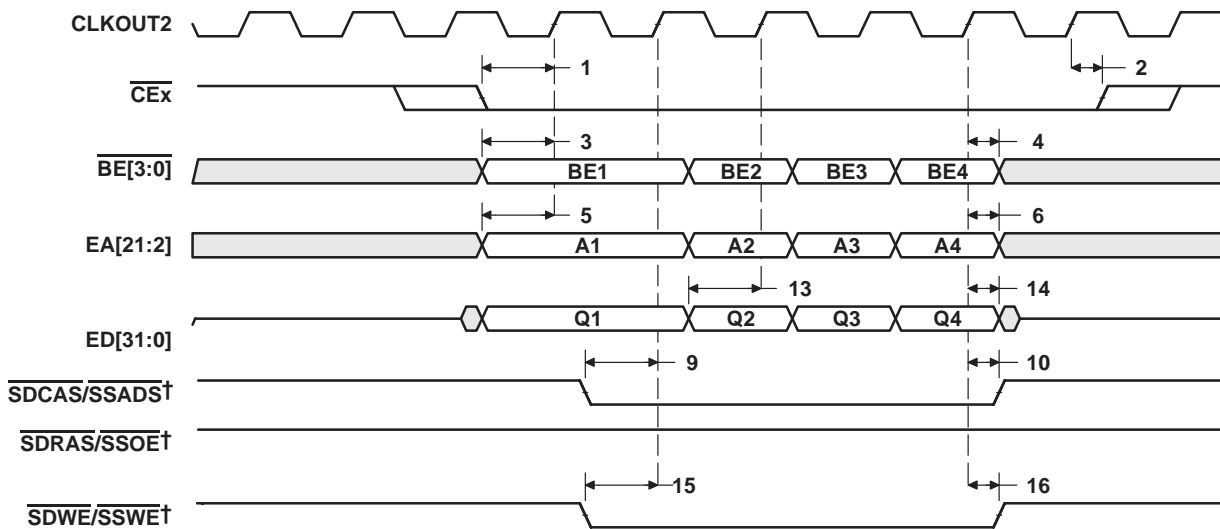 CLKOUT2
1
2
CEx
3
4
BE[3:0]
BE1
BE2
BE3
BE4
5
6
EA[21:2]
A1
A2
A3
A4
13
14
ED[31:0]
Q1
Q2
Q3
Q4
9
10
SDCAS/SSADS†
SDRAS/SSOE†
15
16
SDWE/SSWE†